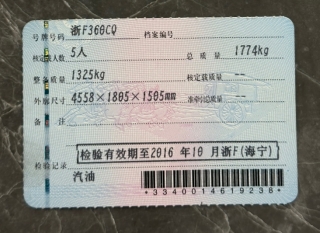 号牌号码 浙F360CQ 档案编号
核定载人数 5人 总质量 1774kg
整备质量 1325kg 核定载质量 --
外廓尺寸 4558×1805×1505mm 准牵引总质量 --
备注
检验有效期至2016 年10 月浙F(海宁)
检验记录
汽油
*3340014619238*